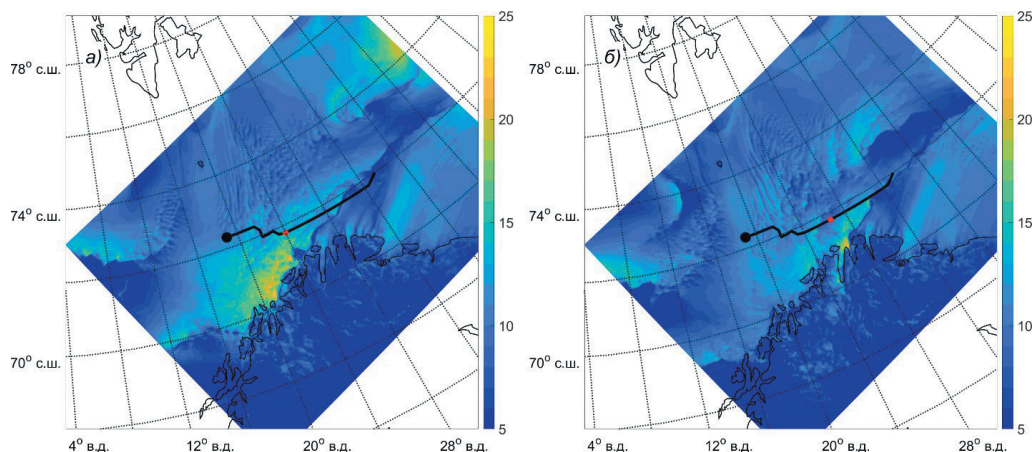 а)
78° с.ш.
74° с.ш.
70° с.ш.
4° в.д.
12° в.д.
20° в.д.
28° в.д.
25
20
15
10
5
б)
78° с.ш.
74° с.ш.
70° с.ш.
4° в.д.
12° в.д.
20° в.д.
28° в.д.
25
20
15
10
5